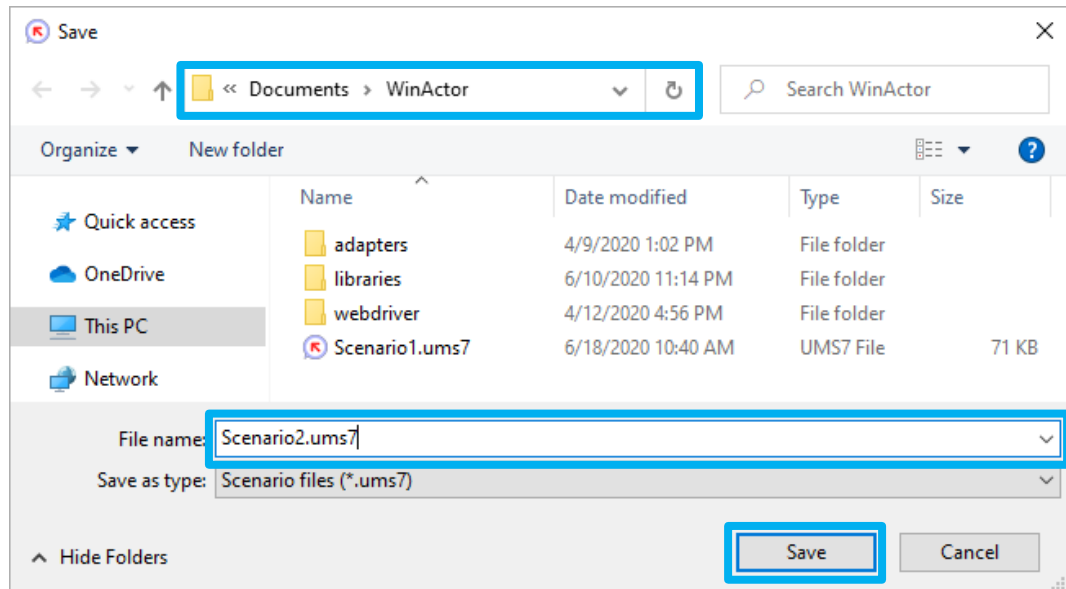 Save
« Documents › WinActor Search WinActor
Organize New folder ?
Name Date modified Type Size
Quick access
adapters 4/9/2020 1:02 PM File folder
OneDrive
libraries 6/10/2020 11:14 PM File folder
This PC
webdriver 4/12/2020 4:56 PM File folder
Scenario1.ums7 6/18/2020 10:40 AM UMS7 File 71 KB
Network
File name: Scenario2.ums7
Save as type: Scenario files (*.ums7)
Hide Folders Save Cancel